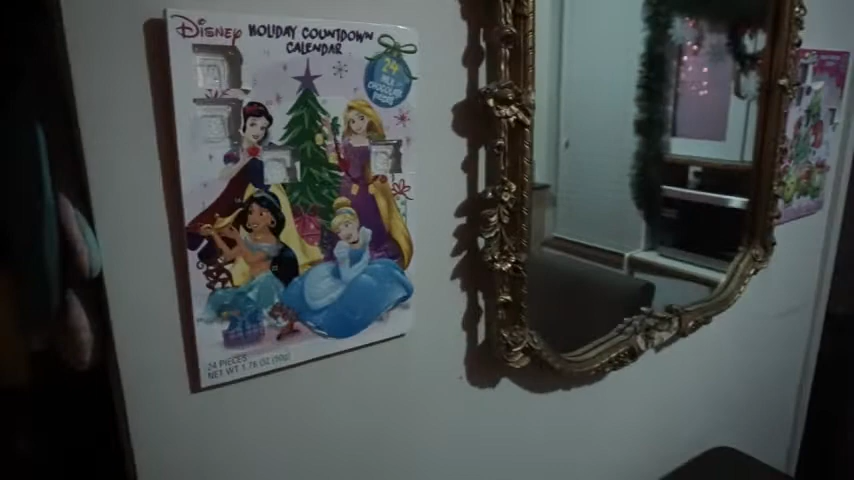 Disney HOLIDAY COUNTDOWN
CALENDAR
24
MILK
CHOCOLATE
PIECES
24 PIECES
NET WT 1.76 OZ (50g)